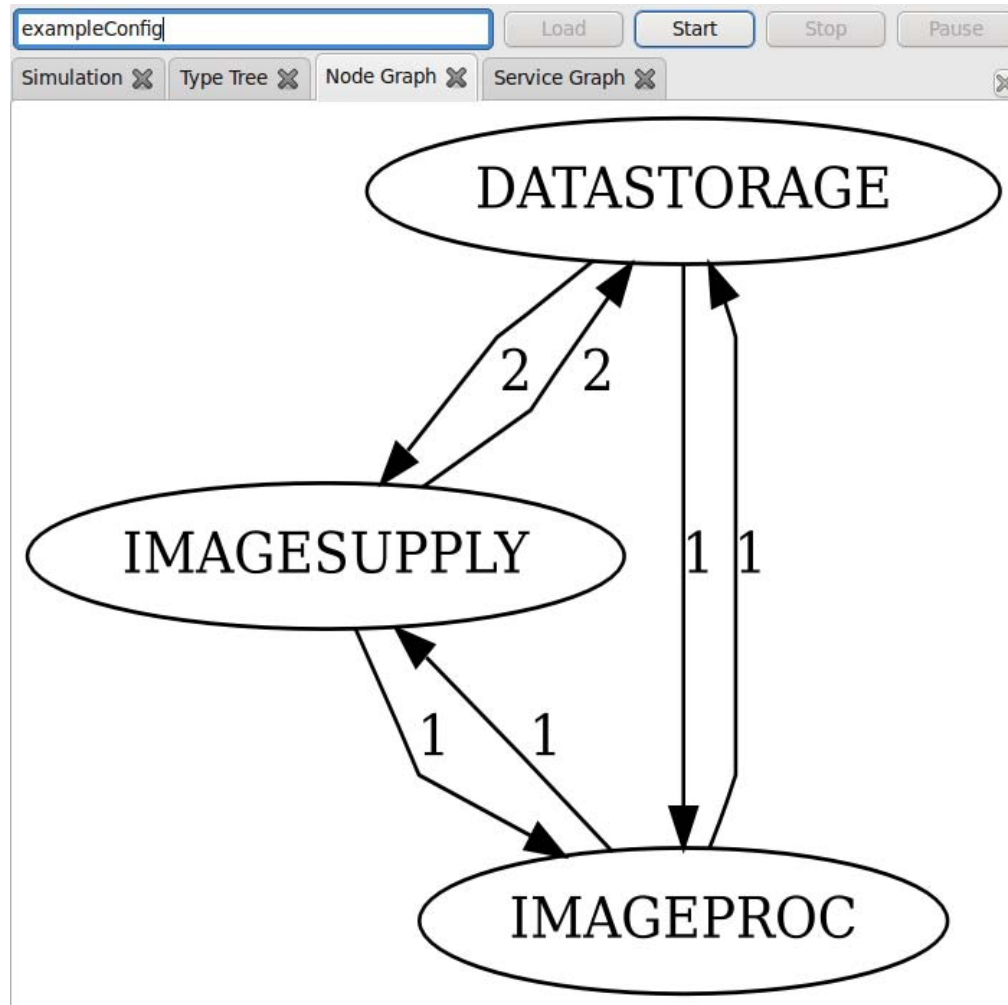 exampleConfig Load Start Stop Pause
Simulation Type Tree Node Graph Service Graph
DATASTORAGE
2 2
IMAGESUPPLY 1 1
1 1
IMAGEPROC